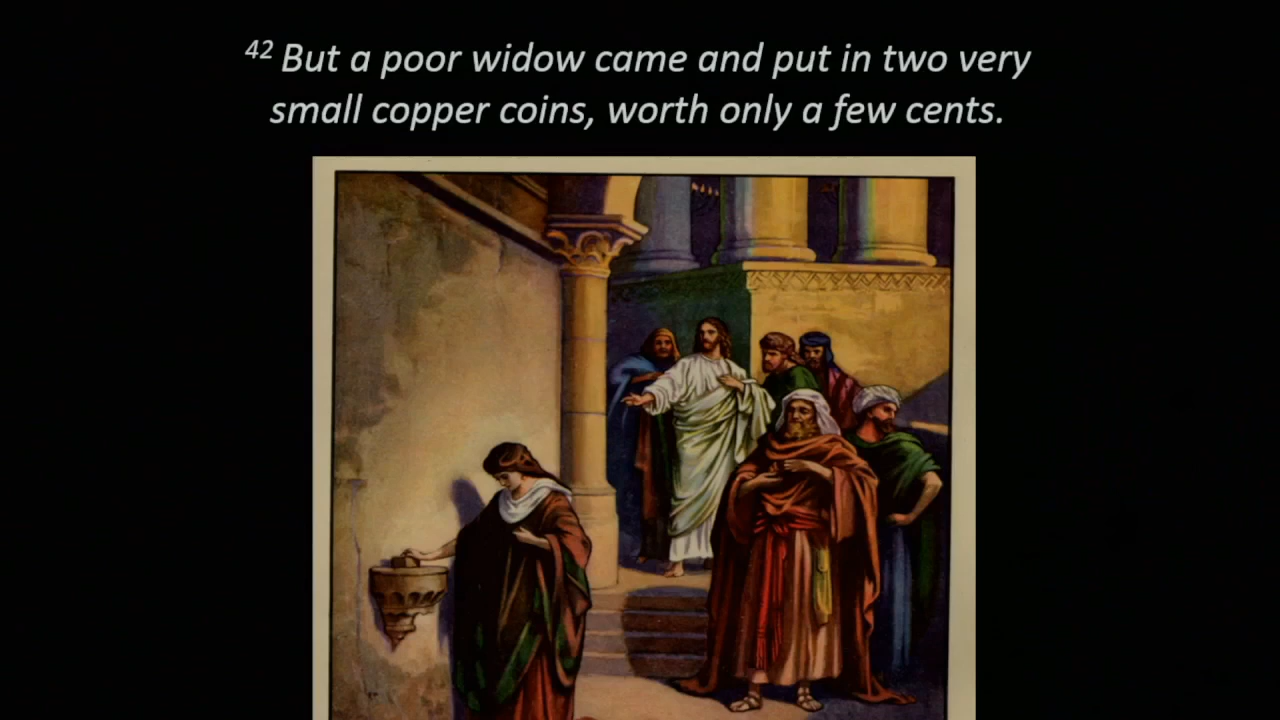 42 But a poor widow came and put in two very
small copper coins, worth only a few cents.